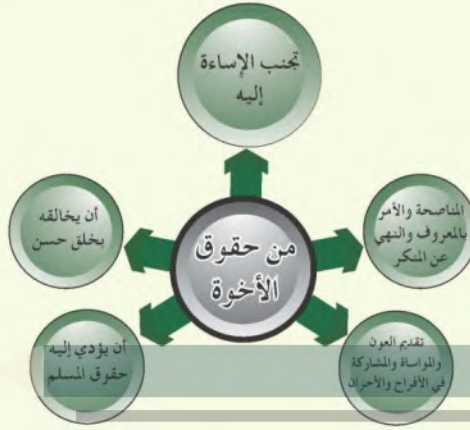 تجنب الإساءة
إليه
المناصحة والأمر
بالمعروف والنهي
عن المنكر
أن يخالقه
بخلق حسن
من حقوق
الأخوة
تقديم العون
والمواساة والمشاركة
في الأفراح والأحزان
أن يؤدي إليه
حقوق المسلم